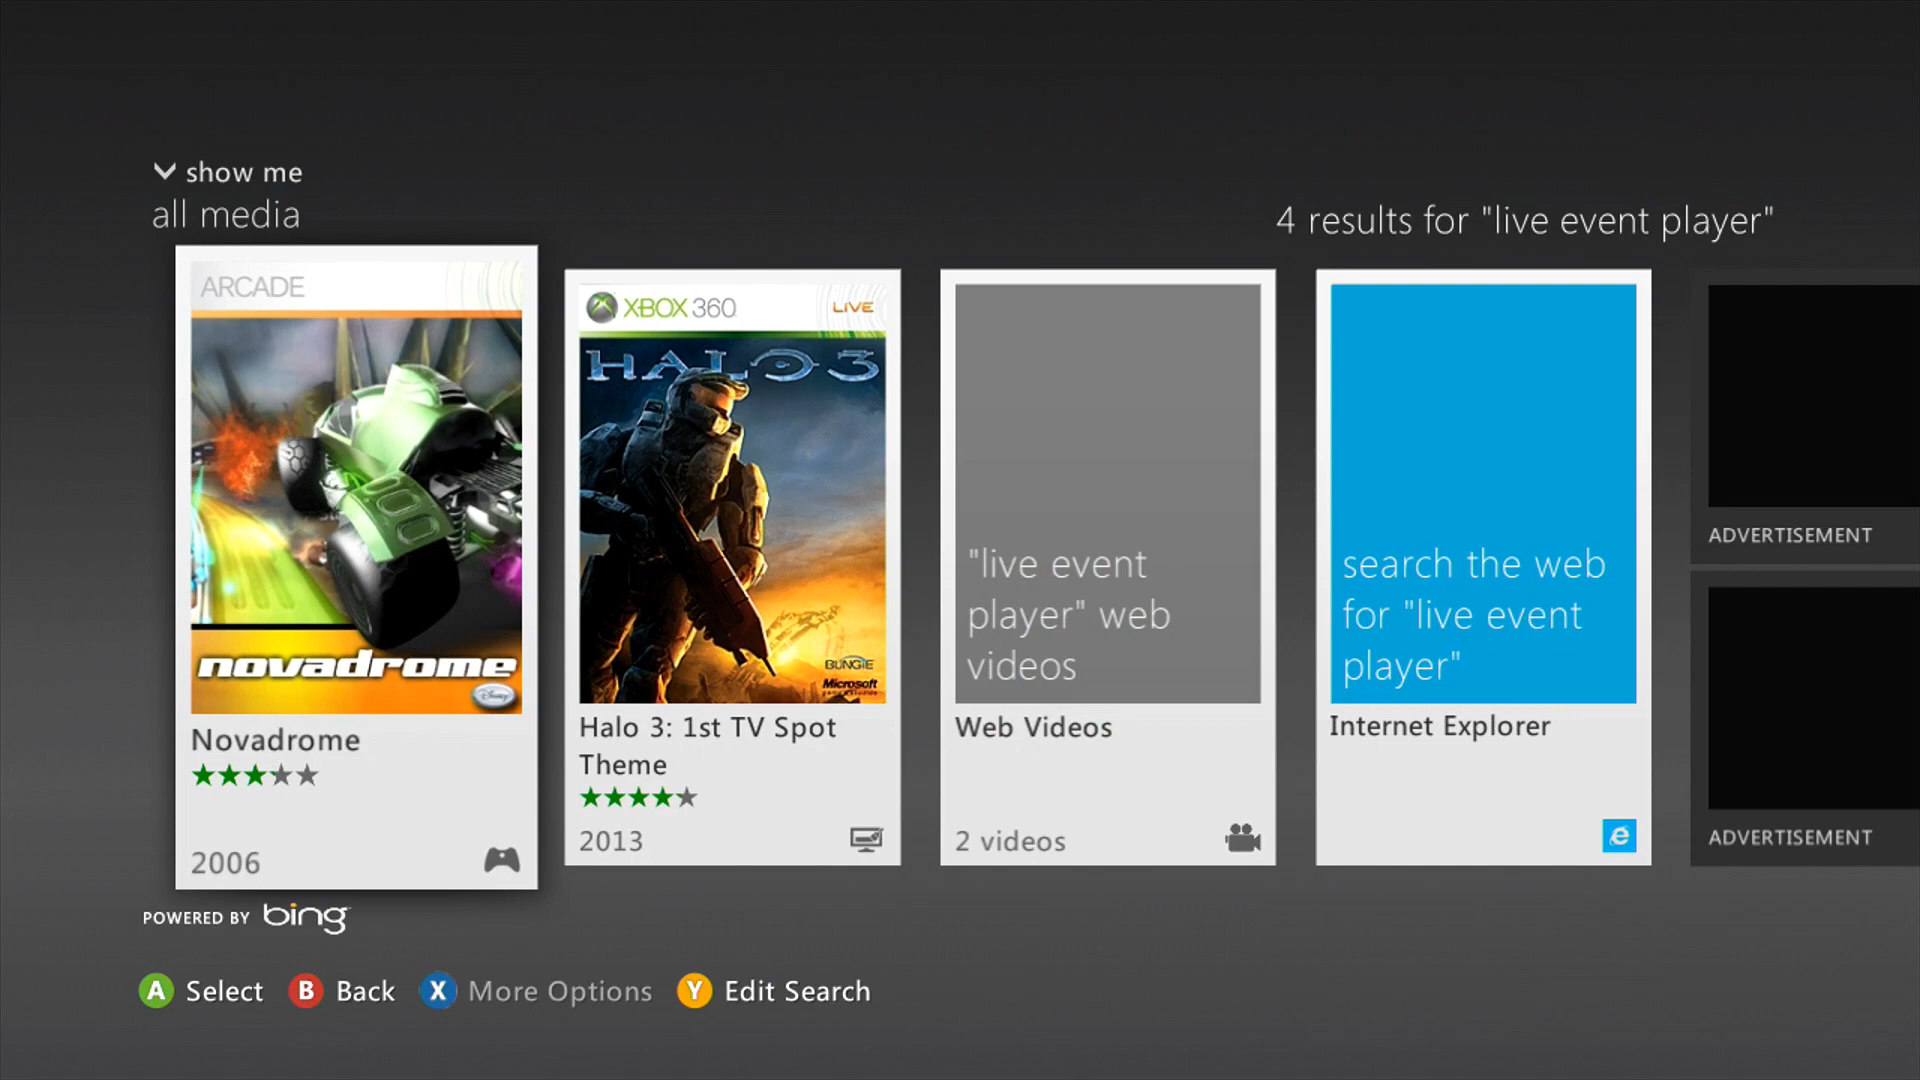 show me
all media
4 results for "live event player"
ARCADE
novadrome
Disney
Novadrome
2006
XBOX 360
LIVE
HALO 3
BUNGIE
Microsoft
game studios
Halo 3: 1st TV Spot
Theme
2013
"live event
player" web
videos
Web Videos
2 videos
search the web
for "live event
player"
Internet Explorer
ADVERTISEMENT
ADVERTISEMENT
POWERED BY bing
A Select B Back X More Options Y Edit Search